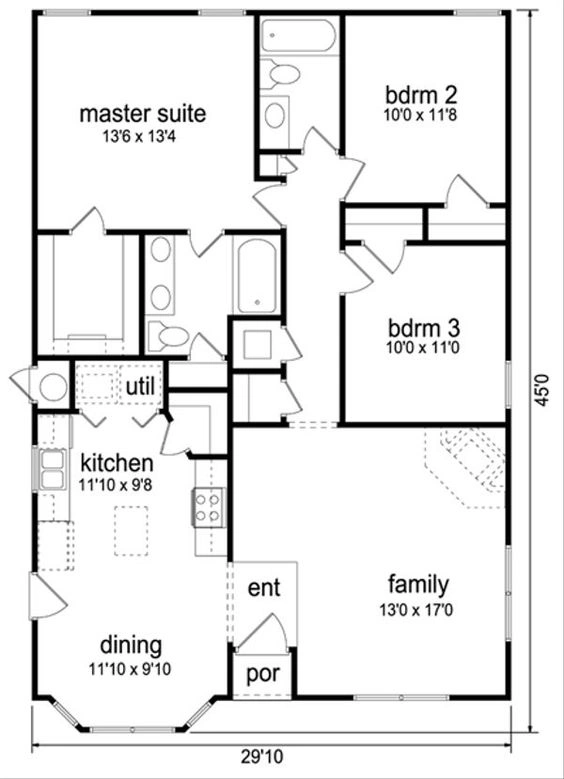 master suite
13'6 x 13'4
bdrm 2
10'0 x 11'8
bdrm 3
10'0 x 11'0
util
kitchen
11'10 x 9'8
ent
family
13'0 x 17'0
dining
11'10 x 9'10
por
45'0
29'10